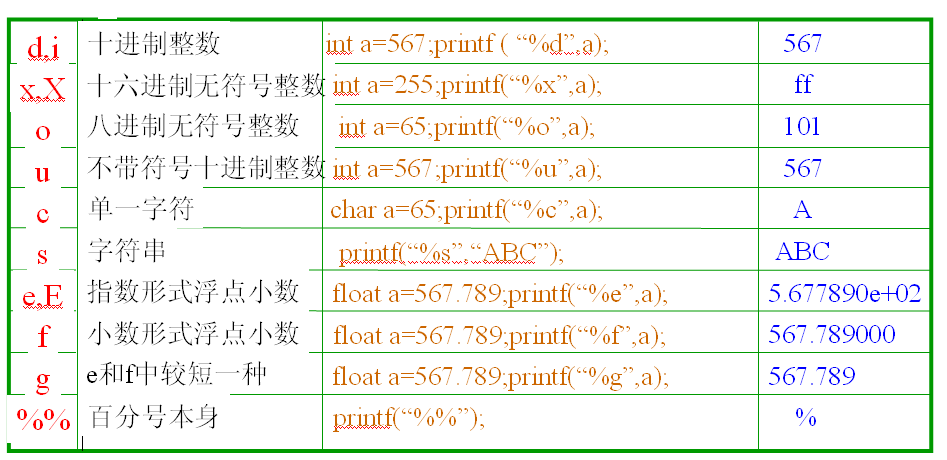 d,i 十进制整数 int a=567;printf ( “%d”,a); 567
x,X 十六进制无符号整数 int a=255;printf(“%x”,a); ff
o 八进制无符号整数 int a=65;printf(“%o”,a); 101
u 不带符号十进制整数 int a=567;printf(“%u”,a); 567
c 单一字符 char a=65;printf(“%c”,a); A
s 字符串 printf(“%s”,“ABC”); ABC
e,E 指数形式浮点小数 float a=567.789;printf(“%e”,a); 5.677890e+02
f 小数形式浮点小数 float a=567.789;printf(“%f”,a); 567.789000
g e和f中较短一种 float a=567.789;printf(“%g”,a); 567.789
%% 百分号本身 printf(“%%”); %